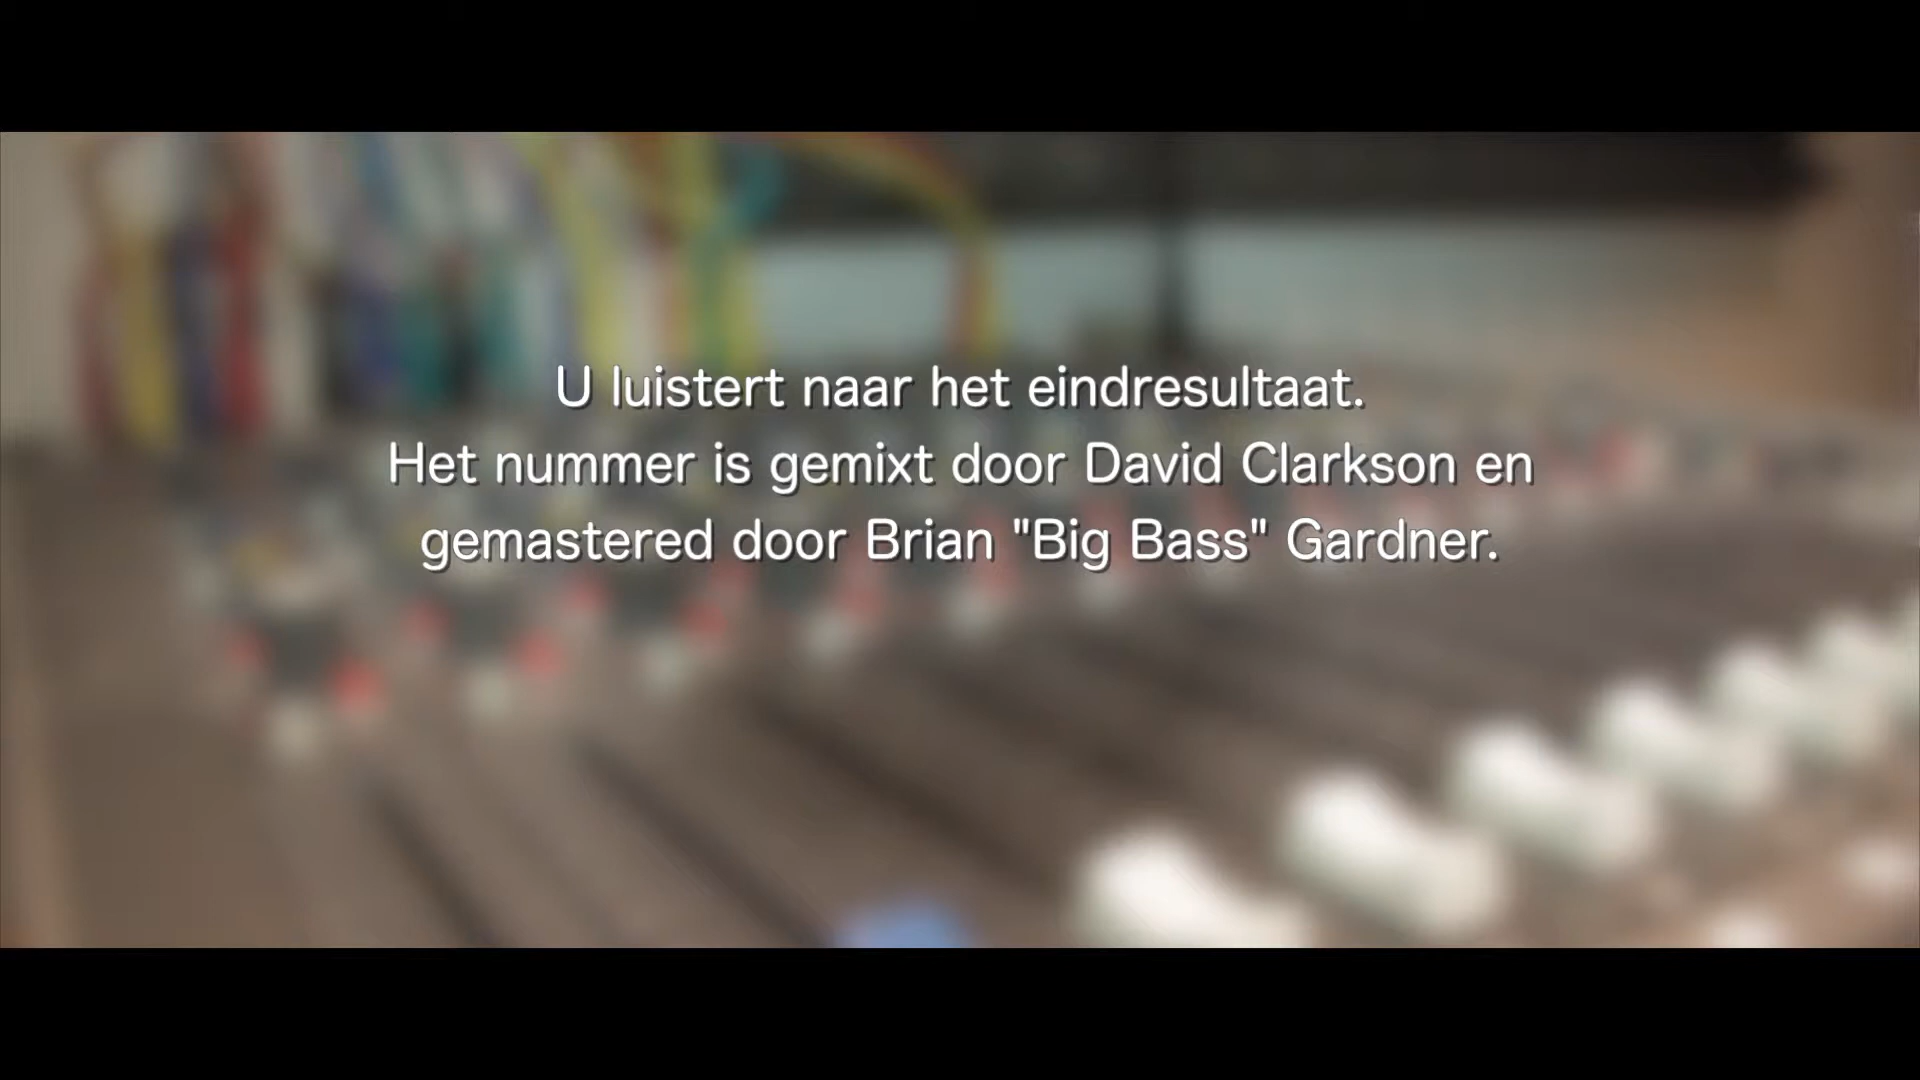 U luistert naar het eindresultaat.
Het nummer is gemixt door David Clarkson en
gemastered door Brian "Big Bass" Gardner.